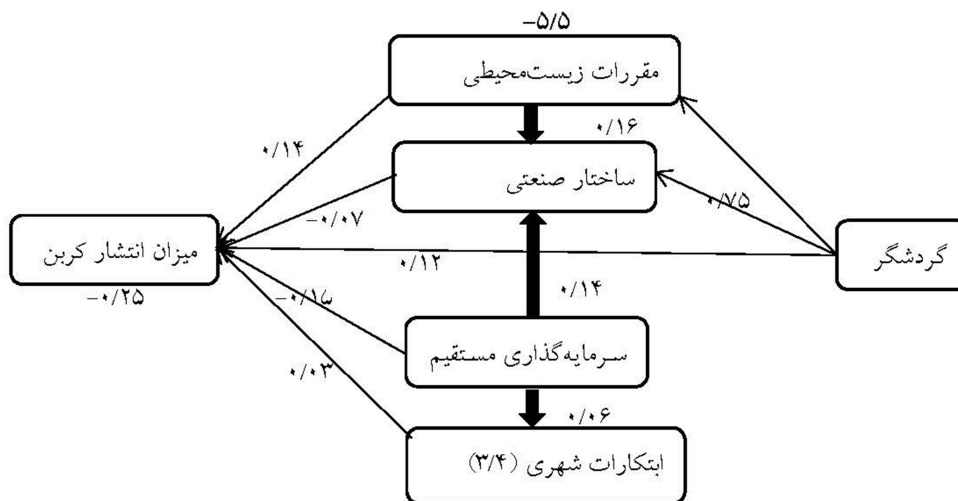 -۵/۵
مقررات زیست‌محیطی
۰/۱۶
۰/۱۴
ساختار صنعتی
۰/۷۵
-۰/۰۷
گردشگر
میزان انتشار کربن
۰/۱۲
-۰/۲۵
-۰/۱۵
۰/۱۴
سرمایه‌گذاری مستقیم
۰/۰۳
۰/۰۶
ابتکارات شهری (۳/۴)